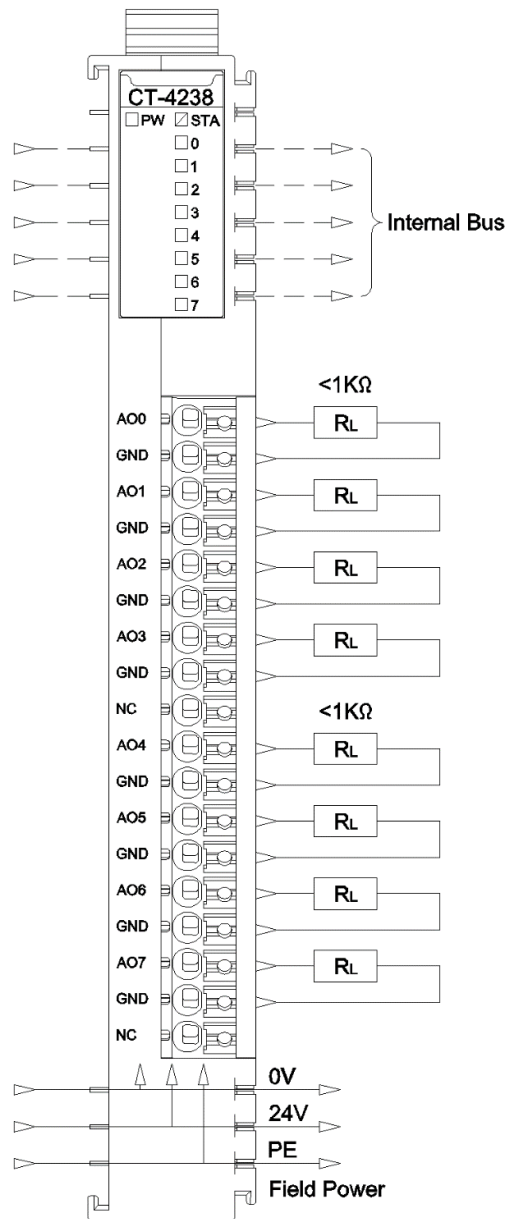 CT-4238
PW STA
0
1
2
3
4
5
6
7
Internal Bus
<1KΩ
AO0 RL
GND
AO1 RL
GND
AO2 RL
GND
AO3 RL
GND
NC <1KΩ
AO4 RL
GND
AO5 RL
GND
AO6 RL
GND
AO7 RL
GND
NC
0V
24V
PE
Field Power